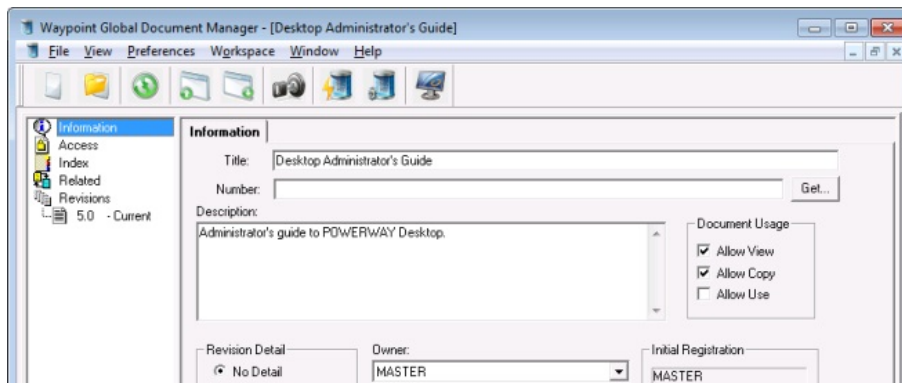 Waypoint Global Document Manager - [Desktop Administrator's Guide]
File View Preferences Workspace Window Help
Information
Access
Index
Related
Revisions
5.0 - Current
Information
Title: Desktop Administrator's Guide
Number: Get...
Description:
Administrator's guide to POWERWAY Desktop.
Document Usage
Allow View
Allow Copy
Allow Use
Revision Detail
No Detail
Owner:
MASTER
Initial Registration
MASTER